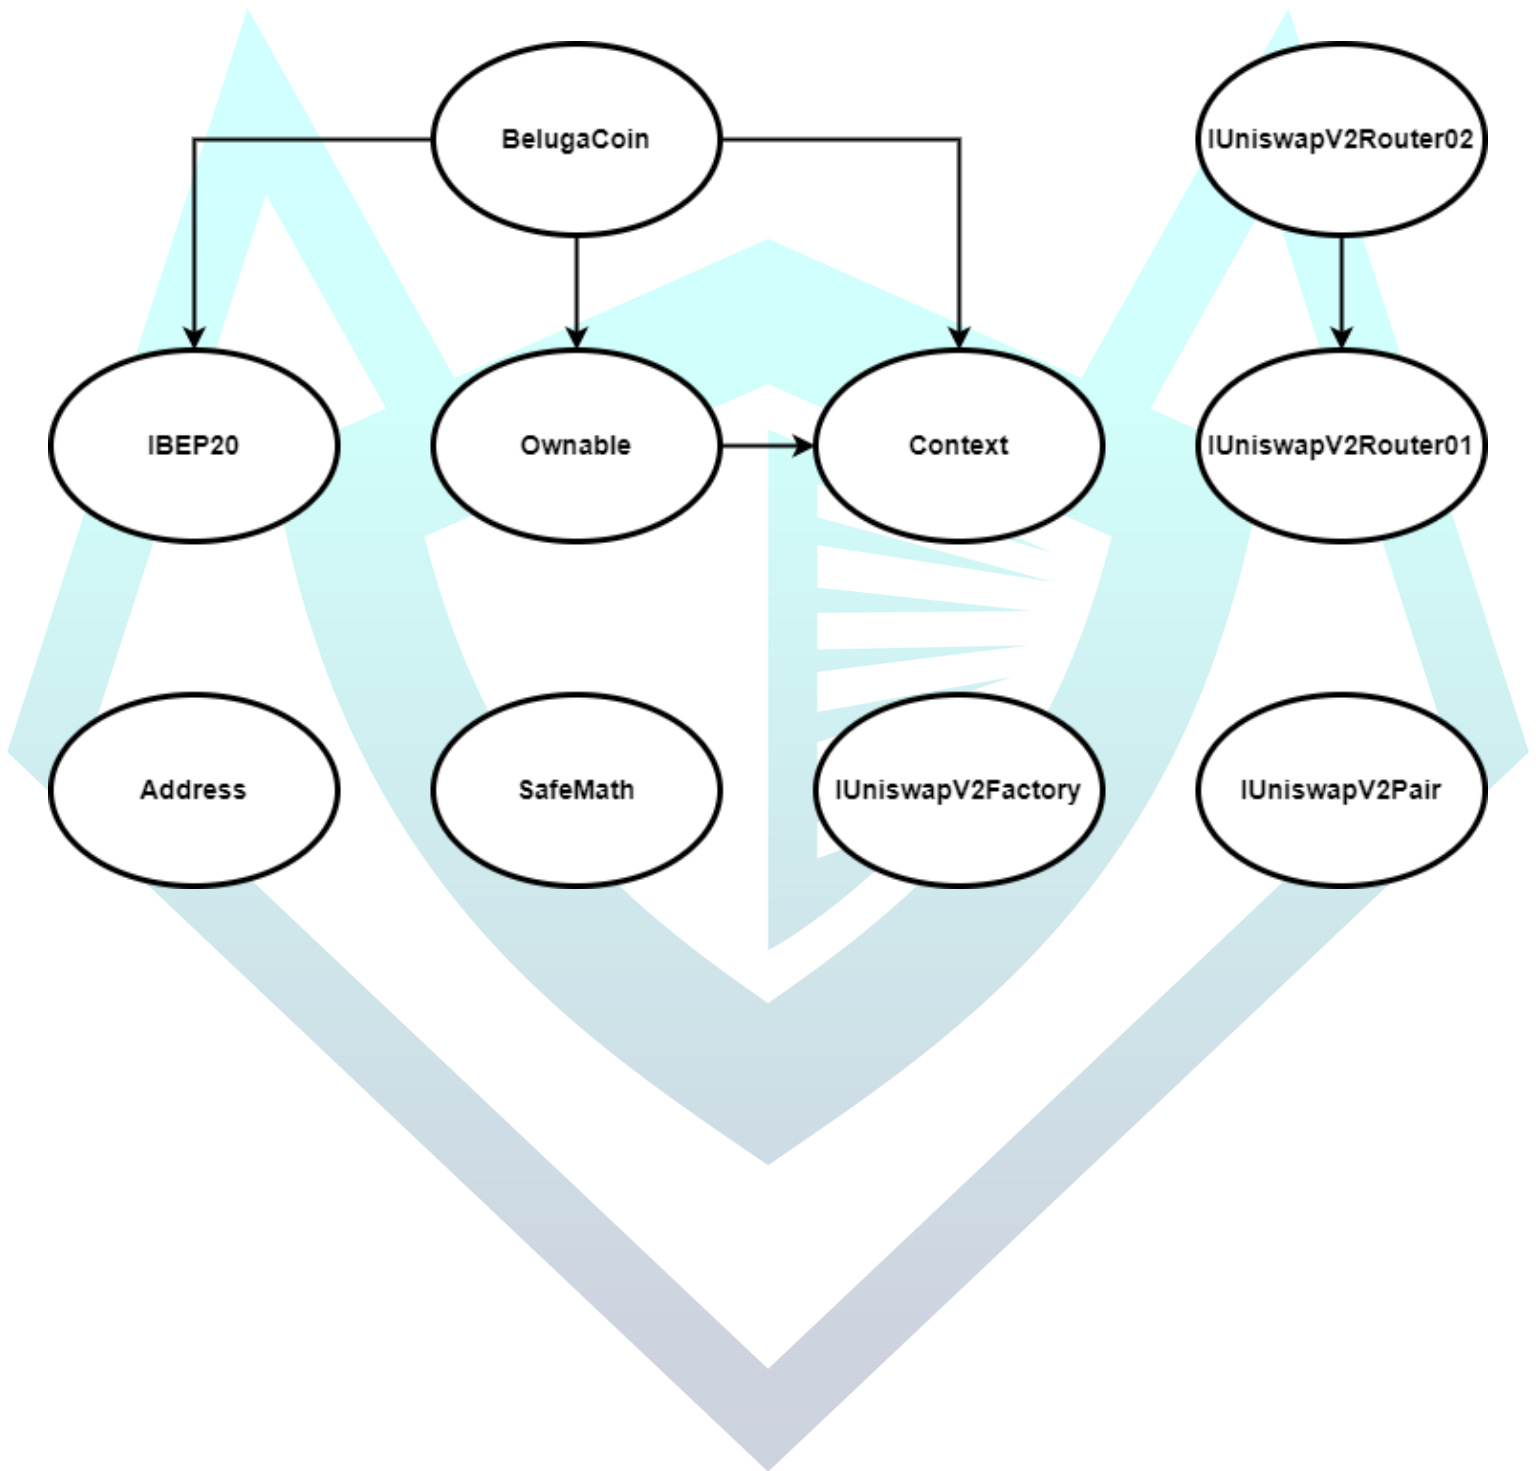 BelugaCoin
IUniswapV2Router02
IBEP20
Ownable
Context
IUniswapV2Router01
Address
SafeMath
IUniswapV2Factory
IUniswapV2Pair